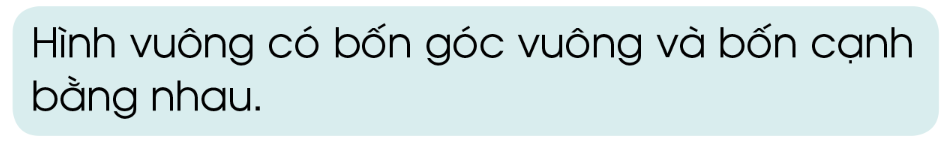 Hình vuông có bốn góc vuông và bốn cạnh
bằng nhau.